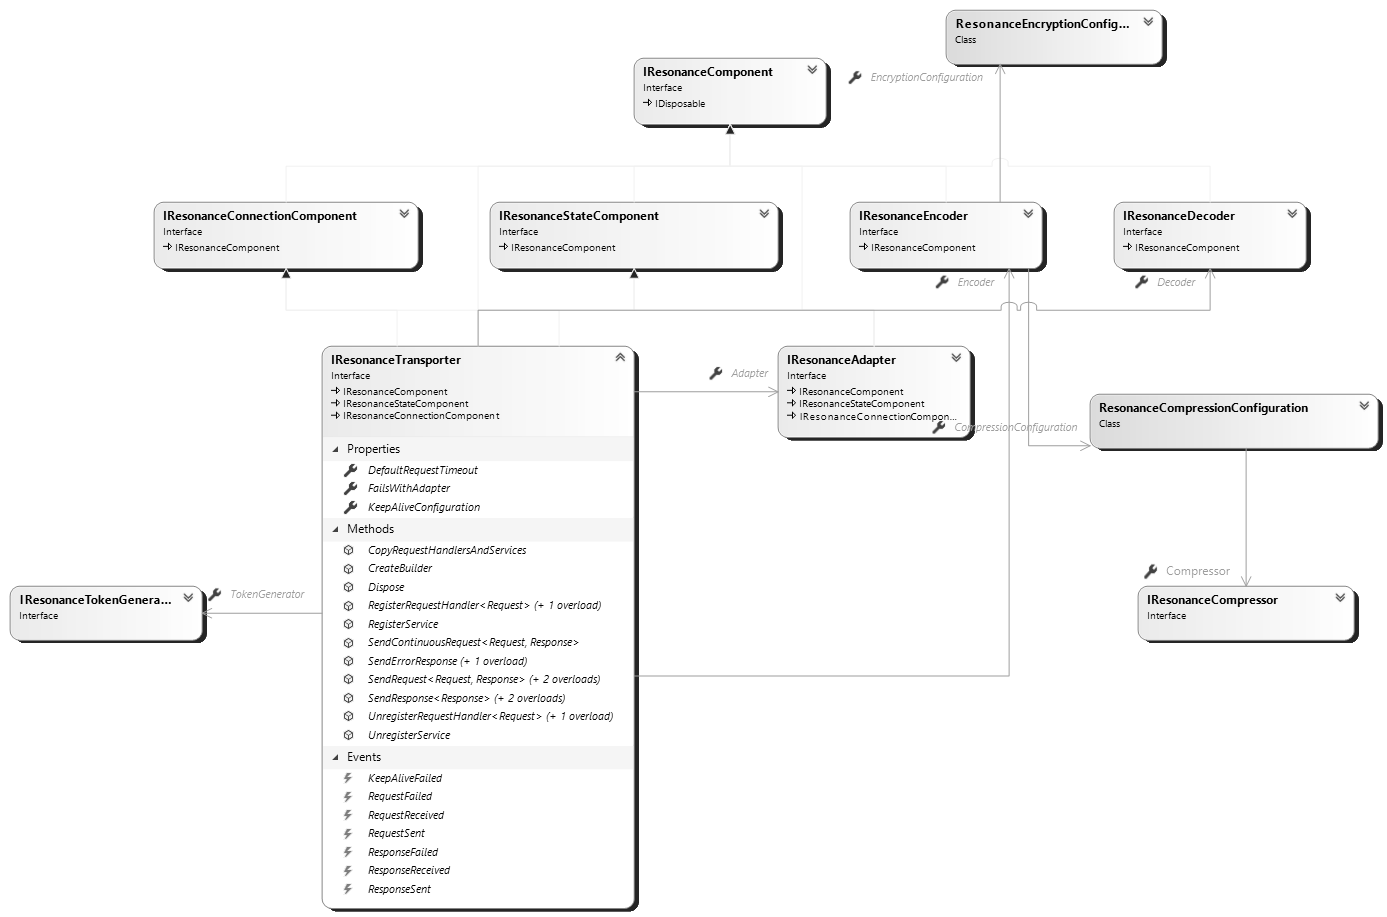 ResonanceEncryptionConfig...
Class
EncryptionConfiguration
IResonanceComponent
Interface
IDisposable
IResonanceConnectionComponent
Interface
IResonanceComponent
IResonanceStateComponent
Interface
IResonanceComponent
IResonanceEncoder
Interface
IResonanceComponent
IResonanceDecoder
Interface
IResonanceComponent
Encoder
Decoder
IResonanceTransporter
Interface
IResonanceComponent
IResonanceStateComponent
IResonanceConnectionComponent
Properties
DefaultRequestTimeout
FailsWithAdapter
KeepAliveConfiguration
Methods
CopyRequestHandlersAndServices
CreateBuilder
Dispose
RegisterRequestHandler<Request> (+ 1 overload)
RegisterService
SendContinuousRequest<Request, Response>
SendErrorResponse (+ 1 overload)
SendRequest<Request, Response> (+ 2 overloads)
SendResponse<Response> (+ 2 overloads)
UnregisterRequestHandler<Request> (+ 1 overload)
UnregisterService
Events
KeepAliveFailed
RequestFailed
RequestReceived
RequestSent
ResponseFailed
ResponseReceived
ResponseSent
Adapter
IResonanceAdapter
Interface
IResonanceComponent
IResonanceStateComponent
IResonanceConnectionCompon...
CompressionConfiguration
ResonanceCompressionConfiguration
Class
Compressor
IResonanceCompressor
Interface
TokenGenerator
IResonanceTokenGenera...
Interface